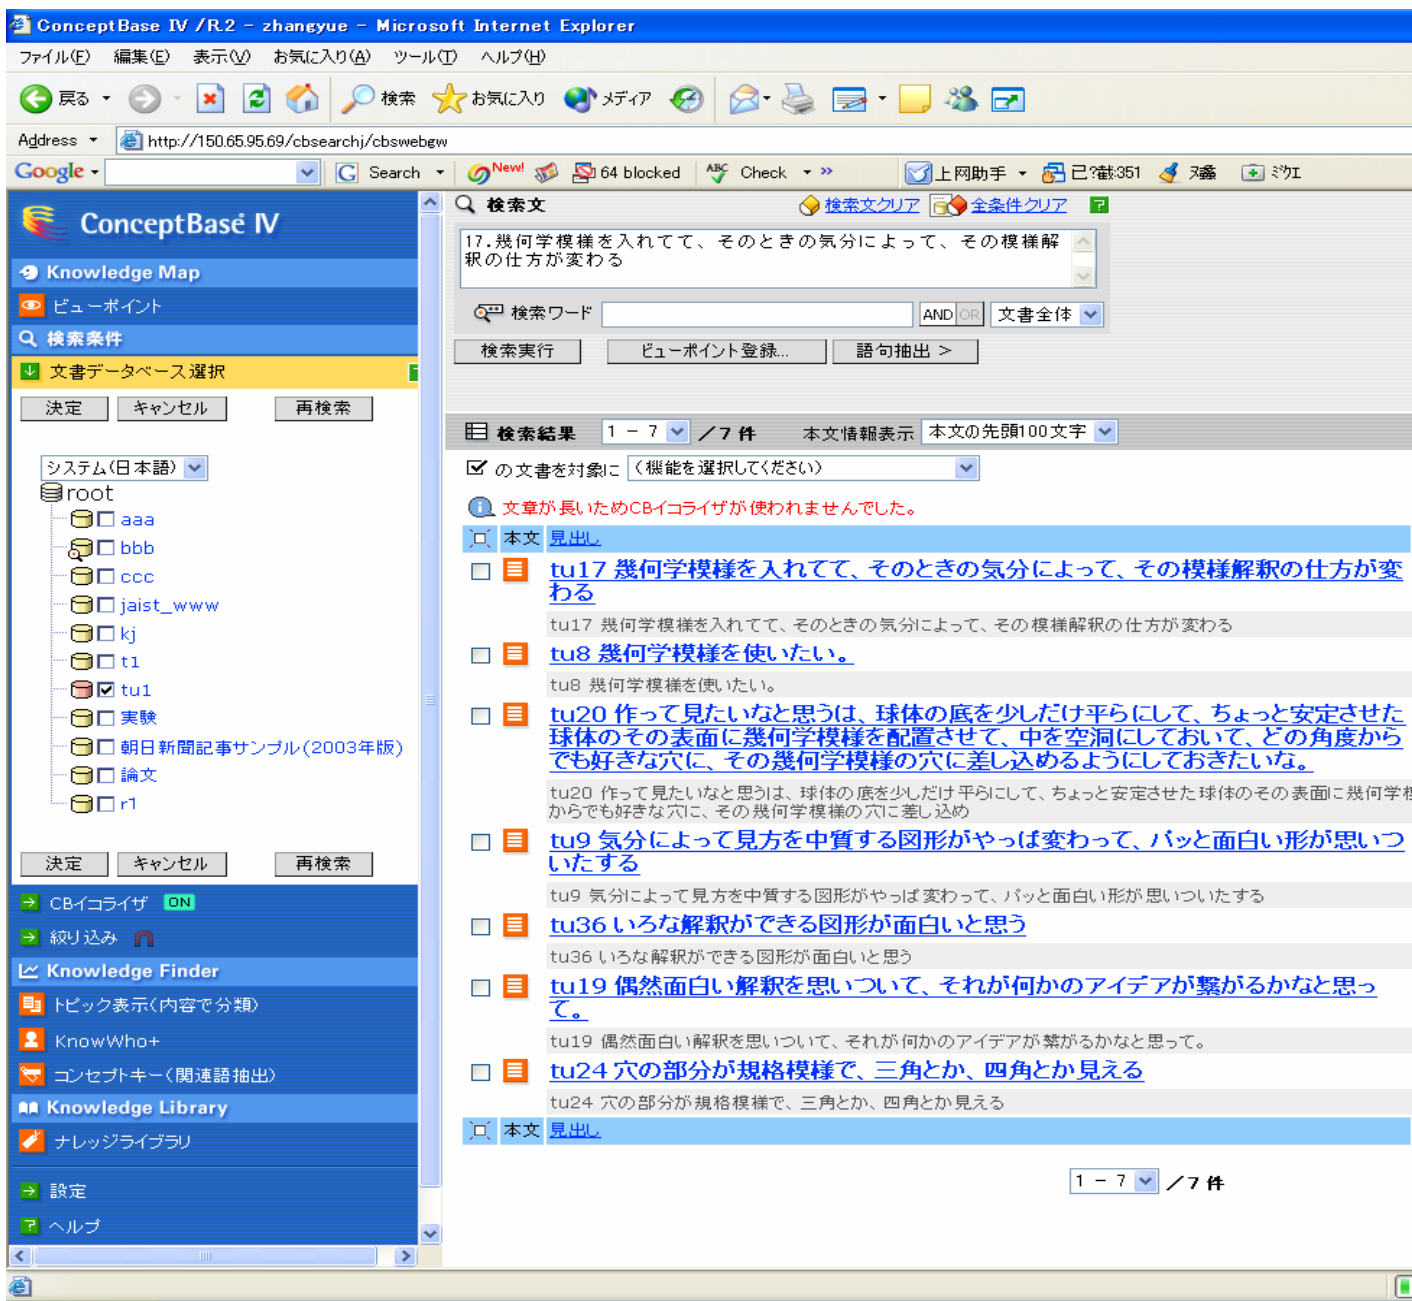 ConceptBase IV /R.2 - zhangyue - Microsoft Internet Explorer
ファイル(F) 編集(E) 表示(V) お気に入り(A) ツール(T) ヘルプ(H)
戻る 検索 お気に入り メディア
Address http://150.65.95.69/cbsearchj/cbswebgw
Google Search New! 64 blocked ABC Check » 上网助手 已?截:351
ConceptBase IV
Knowledge Map
ビューポイント
検索条件
文書データベース選択
決定 キャンセル 再検索
システム(日本語)
root
aaa
bbb
ccc
jaist_www
kj
t1
tu1
実験
朝日新聞記事サンプル(2003年版)
論文
r1
決定 キャンセル 再検索
CBイコライザ ON
絞り込み
Knowledge Finder
トピック表示(内容で分類)
KnowWho+
コンセプトキー(関連語抽出)
Knowledge Library
ナレッジライブラリ
設定
ヘルプ
検索文 検索文クリア 全条件クリア ?
17.幾何学模様を入れてて、そのときの気分によって、その模様解
釈の仕方が変わる
検索ワード AND OR 文書全体
検索実行 ビューポイント登録... 語句抽出 >
検索結果 1 - 7 /7 件 本文情報表示 本文の先頭100文字
の文書を対象に (機能を選択してください)
文章が長いためCBイコライザが使われませんでした。
本文 見出し
tu17 幾何学模様を入れてて、そのときの気分によって、その模様解釈の仕方が変
わる
tu17 幾何学模様を入れてて、そのときの気分によって、その模様解釈の仕方が変わる
tu8 幾何学模様を使いたい。
tu8 幾何学模様を使いたい。
tu20 作って見たいなと思うは、球体の底を少しだけ平らにして、ちょっと安定させた
球体のその表面に幾何学模様を配置させて、中を空洞にしておいて、どの角度から
でも好きな穴に、その幾何学模様の穴に差し込めるようにしておきたいな。
tu20 作って見たいなと思うは、球体の底を少しだけ平らにして、ちょっと安定させた球体のその表面に幾何学
からでも好きな穴に、その幾何学模様の穴に差し込め
tu9 気分によって見方を中質する図形がやっぱ変わって、パッと面白い形が思いつ
いたする
tu9 気分によって見方を中質する図形がやっぱ変わって、パッと面白い形が思いついたする
tu36 いろな解釈ができる図形が面白いと思う
tu36 いろな解釈ができる図形が面白いと思う
tu19 偶然面白い解釈を思いついて、それが何かのアイデアが繋がるかなと思っ
て。
tu19 偶然面白い解釈を思いついて、それが何かのアイデアが繋がるかなと思って。
tu24 穴の部分が規格模様で、三角とか、四角とか見える
tu24 穴の部分が規格模様で、三角とか、四角とか見える
本文 見出し
1 - 7 /7 件